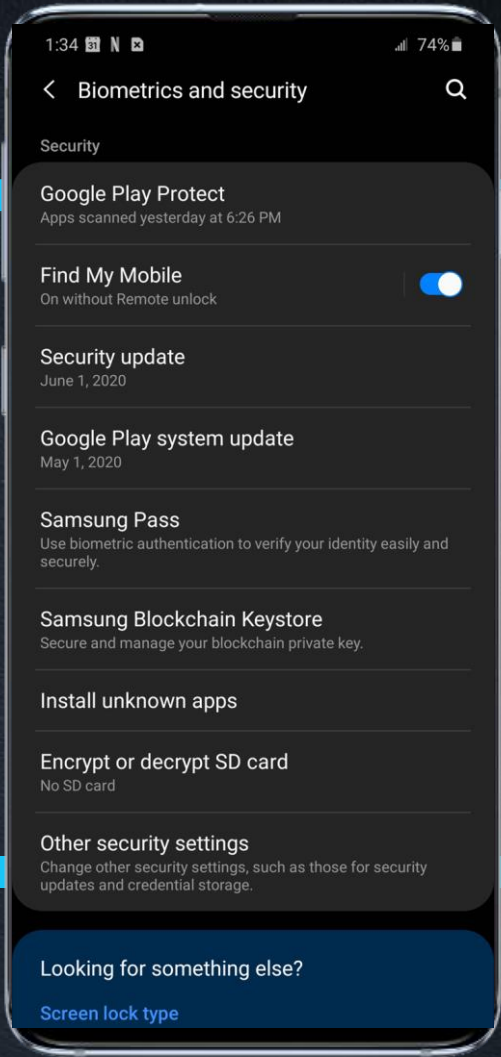 1:34 31 N 74%
Biometrics and security
Security
Google Play Protect
Apps scanned yesterday at 6:26 PM
Find My Mobile
On without Remote unlock
Security update
June 1, 2020
Google Play system update
May 1, 2020
Samsung Pass
Use biometric authentication to verify your identity easily and
securely.
Samsung Blockchain Keystore
Secure and manage your blockchain private key.
Install unknown apps
Encrypt or decrypt SD card
No SD card
Other security settings
Change other security settings, such as those for security
updates and credential storage.
Looking for something else?
Screen lock type